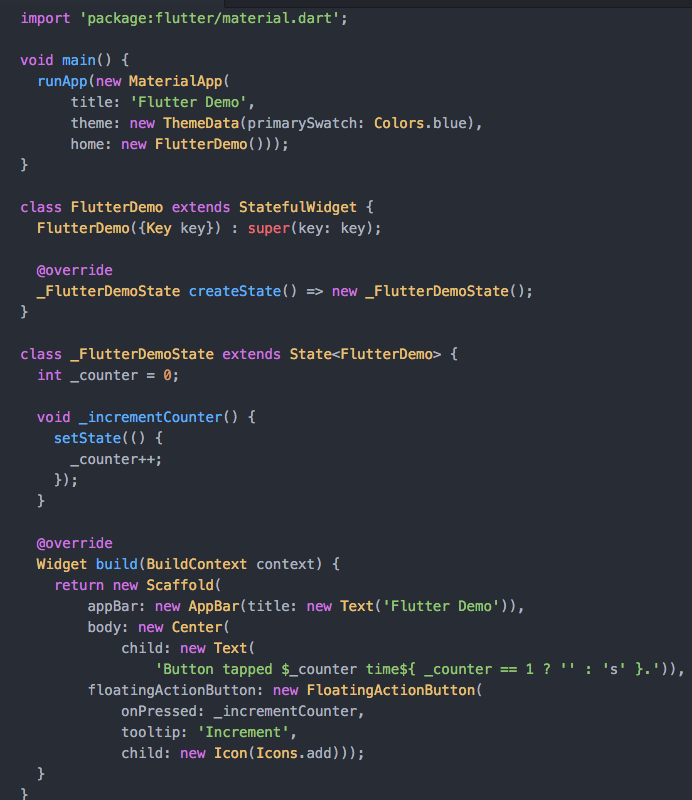 import 'package:flutter/material.dart';

void main() {
  runApp(new MaterialApp(
      title: 'Flutter Demo',
      theme: new ThemeData(primarySwatch: Colors.blue),
      home: new FlutterDemo()));
}

class FlutterDemo extends StatefulWidget {
  FlutterDemo({Key key}) : super(key: key);

  @override
  _FlutterDemoState createState() => new _FlutterDemoState();
}

class _FlutterDemoState extends State<FlutterDemo> {
  int _counter = 0;

  void _incrementCounter() {
    setState(() {
      _counter++;
    });
  }

  @override
  Widget build(BuildContext context) {
    return new Scaffold(
        appBar: new AppBar(title: new Text('Flutter Demo')),
        body: new Center(
            child: new Text(
                'Button tapped $_counter time${ _counter == 1 ? '' : 's' }.')),
        floatingActionButton: new FloatingActionButton(
            onPressed: _incrementCounter,
            tooltip: 'Increment',
            child: new Icon(Icons.add)));
  }
}